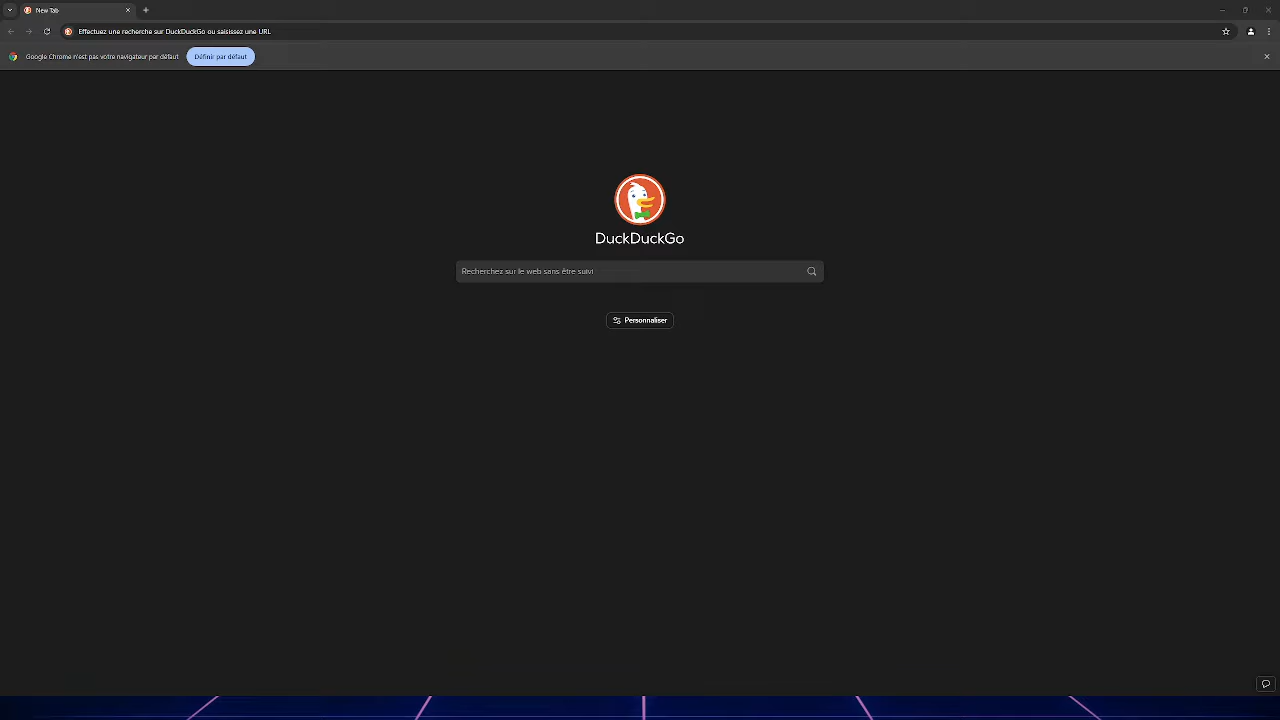 New Tab
Effectuez une recherche sur DuckDuckGo ou saisissez une URL
Google Chrome n'est pas votre navigateur par défaut
Définir par défaut
DuckDuckGo
Recherchez sur le web sans être suivi
Personnaliser